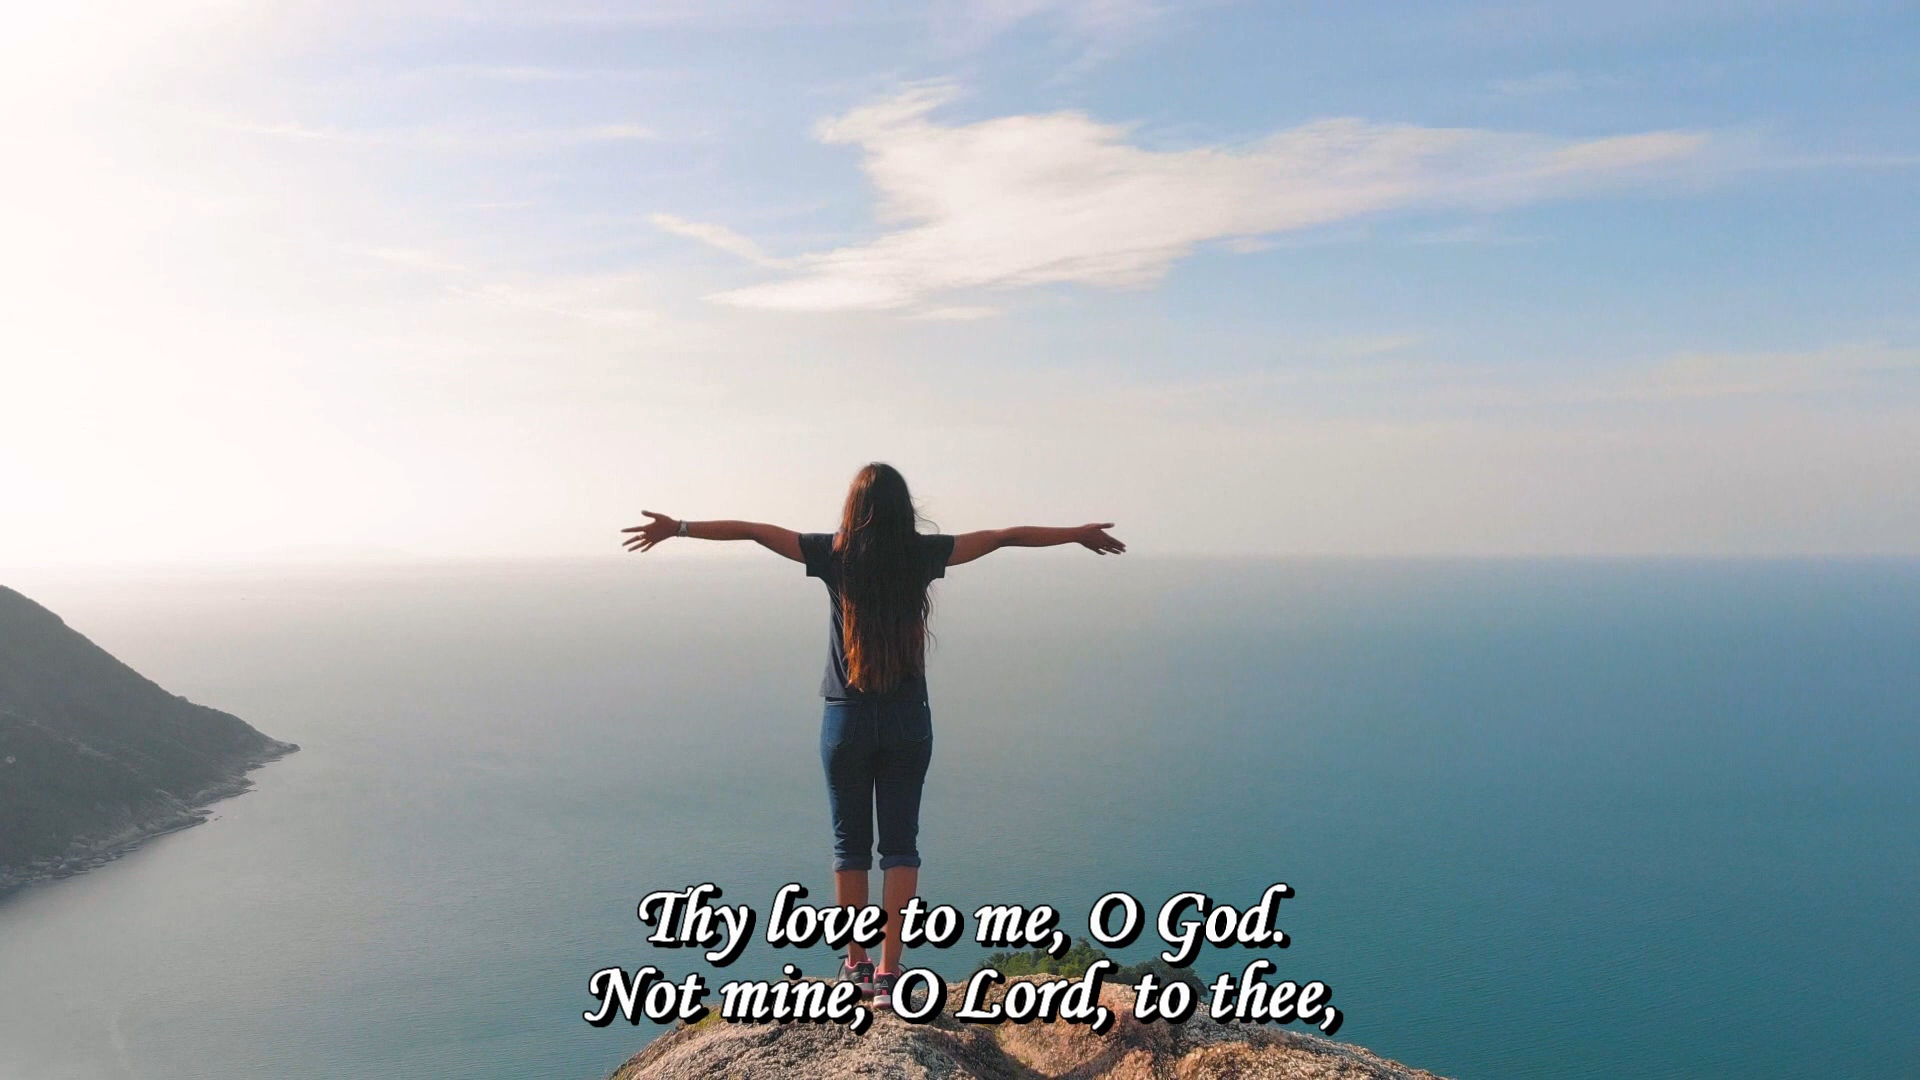 Thy love to me, O God.
Not mine, O Lord, to thee,